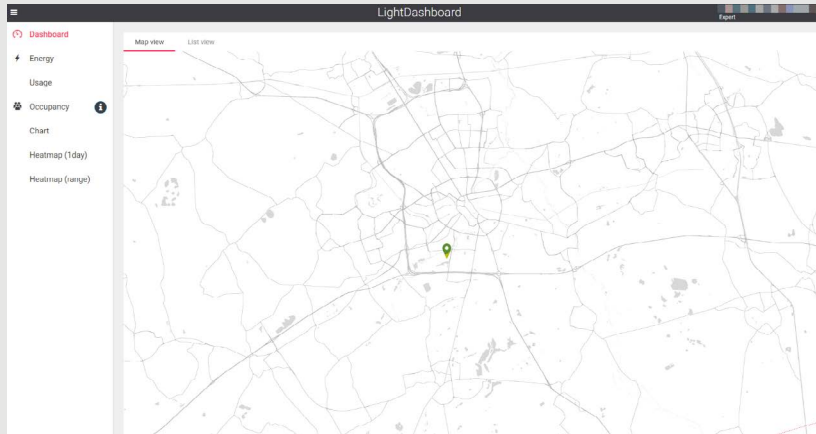 LightDashboard
Expert
Dashboard
Energy
Usage
Occupancy
Chart
Heatmap (1day)
Heatmap (range)
Map view
List view